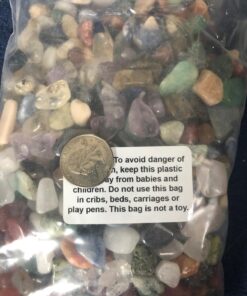 To avoid danger of
keep this plastic
from babies and
children. Do not use this bag
in cribs, beds, carriages or
play pens. This bag is not a toy.